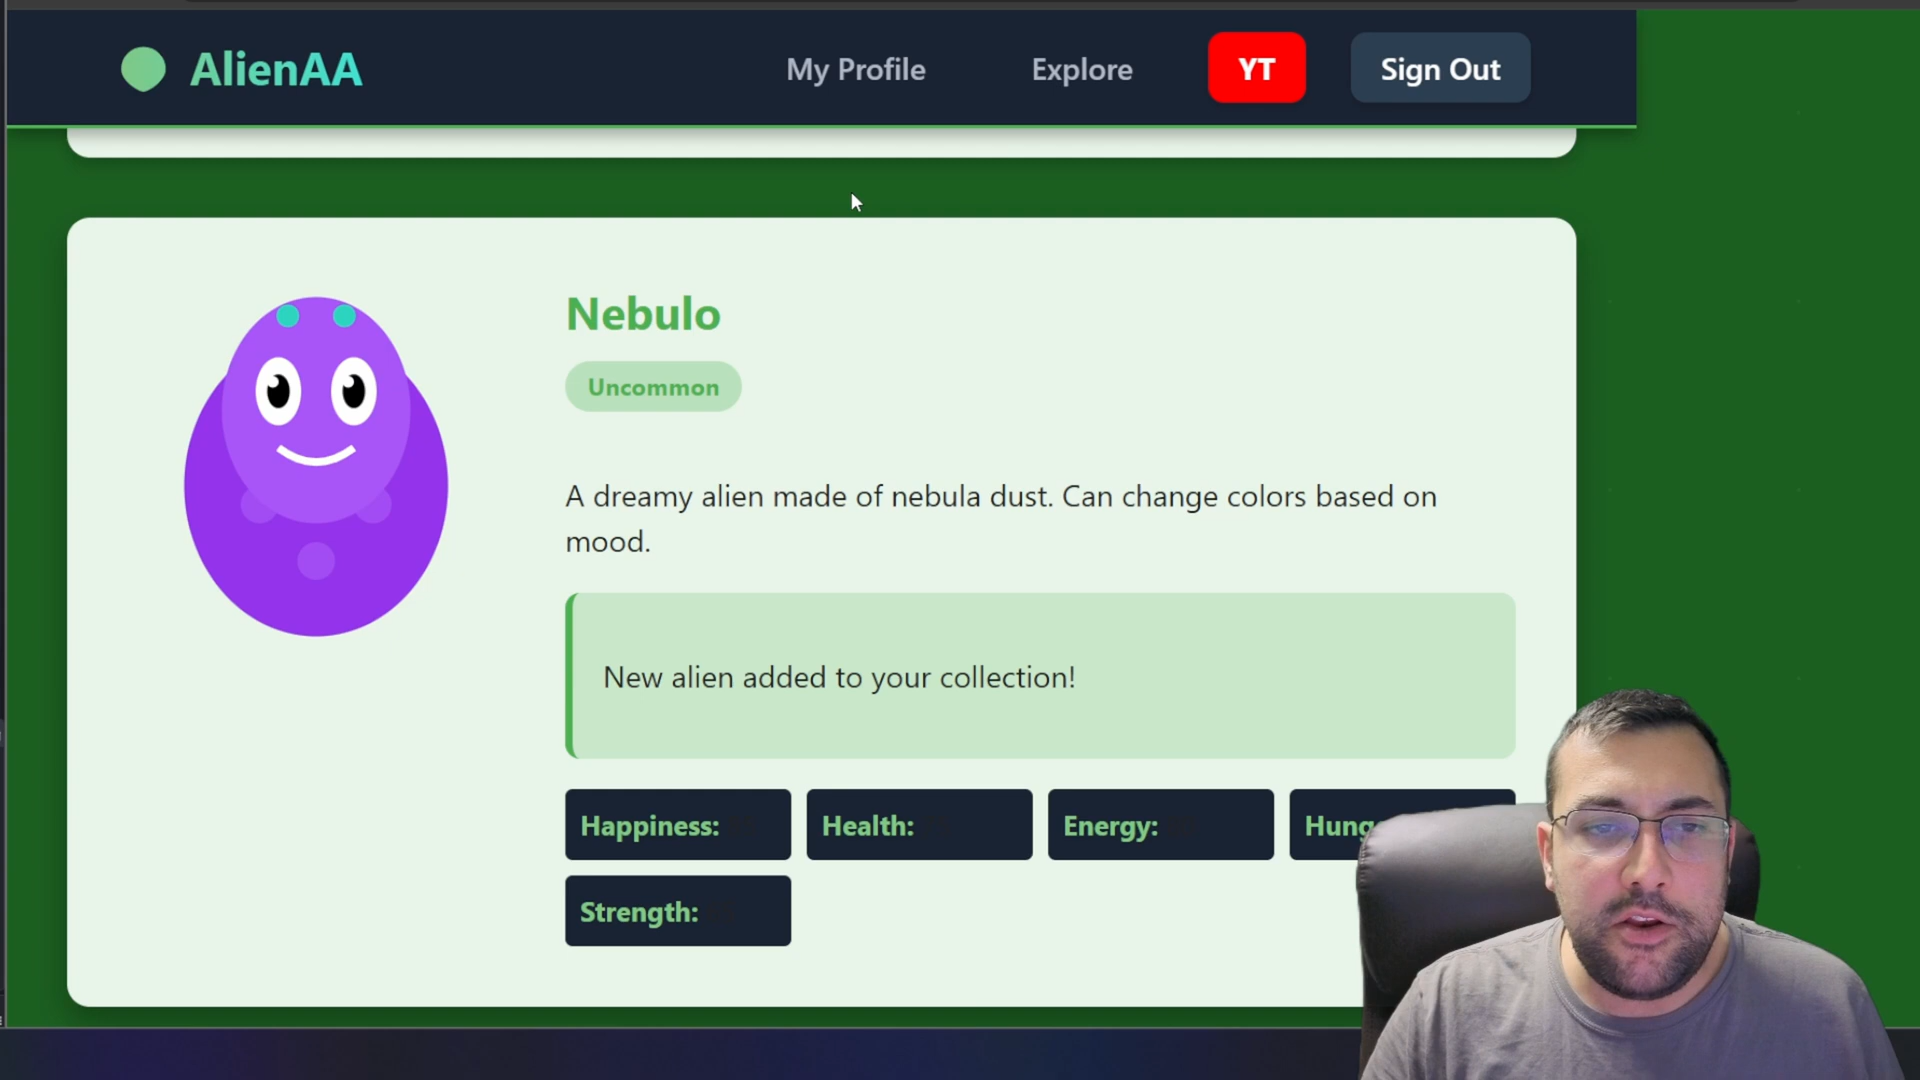 AlienAA
My Profile
Explore
YT
Sign Out
Nebulo
Uncommon
A dreamy alien made of nebula dust. Can change colors based on
mood.
New alien added to your collection!
Happiness:
Health:
Energy:
Hung
Strength: